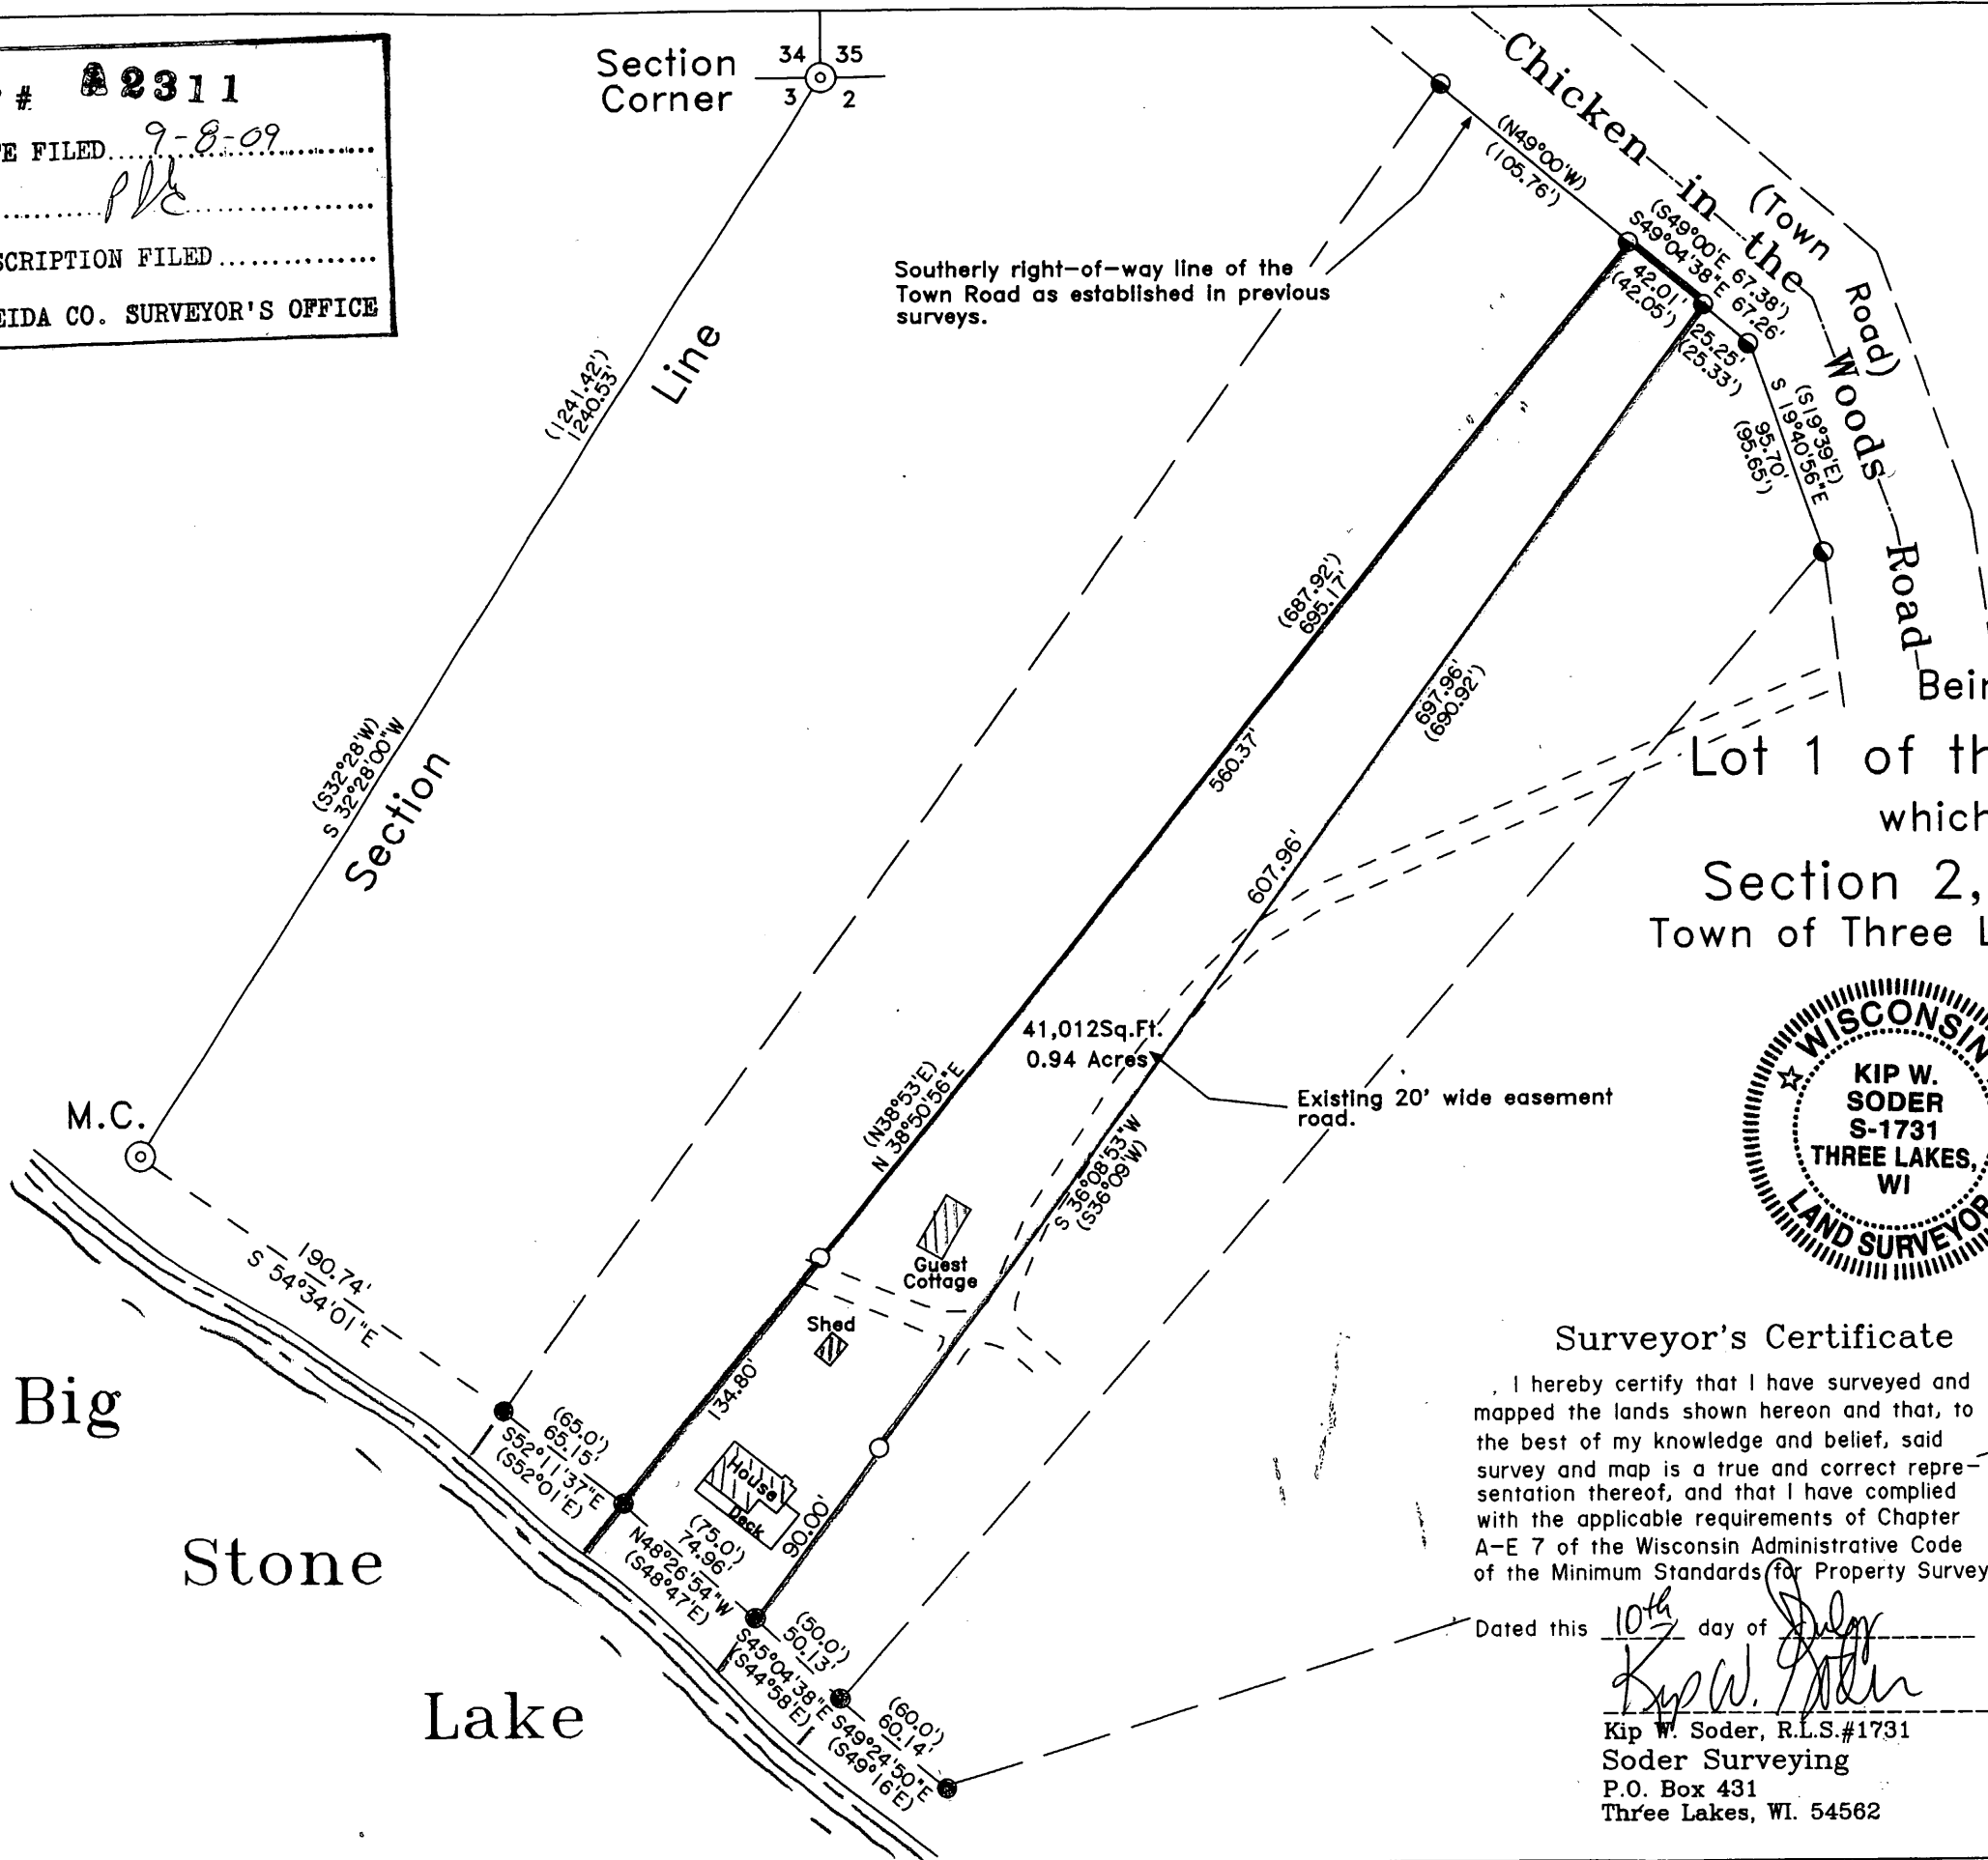 # A2311
FILED 9-8-09
FILED
CO. SURVEYOR'S OFFICE
Section
Corner
34 35
3 2
Chicken in the Woods Road
(Town Road)
(N49°00'W)
(105.76')
(S49°00'E 67.38')
S49°04'38"E 67.26'
42.01'
(42.05')
25.25'
(25.33')
(S19°39'E)
S 19°40'56"E
95.70'
(95.65')
Southerly right-of-way line of the
Town Road as established in previous
surveys.
(1241.42')
1240.53'
Section Line
(S32°28'W)
S 32°28'00"W
(687.92')
695.17'
697.96'
(690.92')
560.37'
607.96'
Lot 1 of
which
Section 2,
Town of Three
41,012Sq.Ft.
0.94 Acres
Existing 20' wide easement
road.
(N38°53'E)
N 38°50'56"E
S 36°08'53"W
(S36°09'W)
M.C.
190.74'
S 54°34'01"E
Guest
Cottage
Shed
134.80'
House
Deck
90.00'
(65.0')
65.15'
S52°11'37"E
(S52°01'E)
(75.0')
74.96'
N48°26'54"W
(S48°47'E)
(50.0')
50.13'
S45°04'38"E
(S44°58'E)
(60.0')
60.14'
S49°24'50"E
(S49°16'E)
Big
Stone
Lake
WISCONSIN
KIP W.
SODER
S-1731
THREE LAKES,
WI
LAND SURVEYOR
Surveyor's Certificate
I hereby certify that I have surveyed and
mapped the lands shown hereon and that, to
the best of my knowledge and belief, said
survey and map is a true and correct repre-
sentation thereof, and that I have complied
with the applicable requirements of Chapter
A-E 7 of the Wisconsin Administrative Code
of the Minimum Standards for Property Survey
Dated this 10th day of July
Kip W. Soder
Kip W. Soder, R.L.S.#1731
Soder Surveying
P.O. Box 431
Three Lakes, WI. 54562